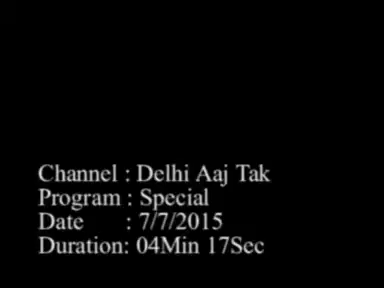 Channel : Delhi Aaj Tak
Program : Special
Date : 7/7/2015
Duration: 04Min 17Sec